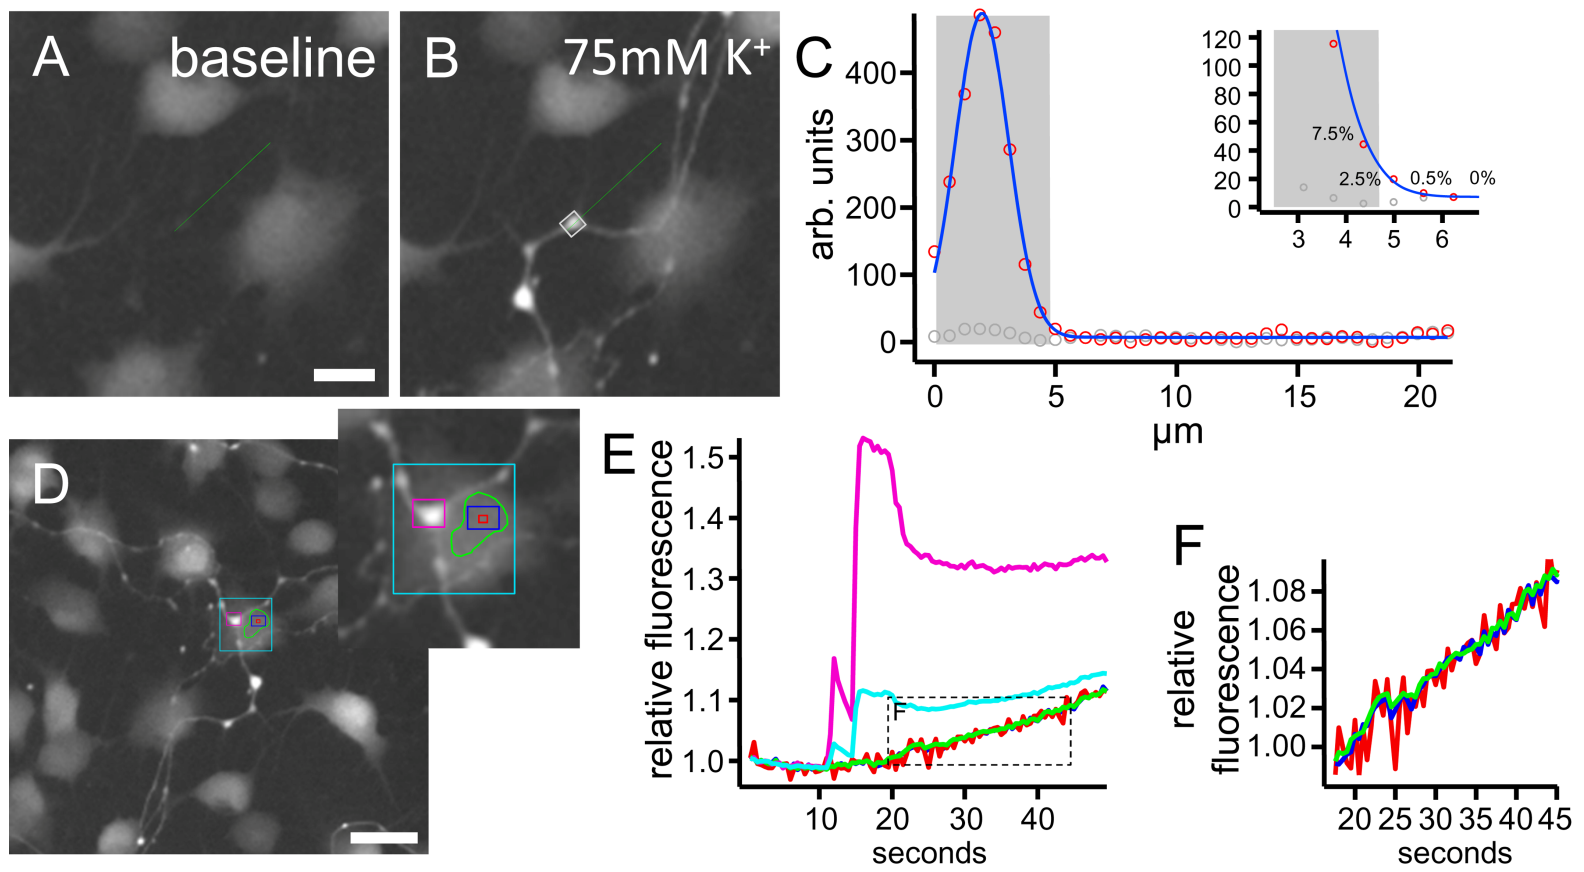 A baseline
B 75mM K⁺
C
arb. units
400
300
200
100
0
0 5 10 15 20
µm
120
100
80
60
40
20
0
7.5%
2.5% 0.5% 0%
3 4 5 6
D
E
relative fluorescence
1.5
1.4
1.3
1.2
1.1
1.0
F
10 20 30 40
seconds
F
relative
fluorescence
1.08
1.06
1.04
1.02
1.00
20 25 30 35 40 45
seconds